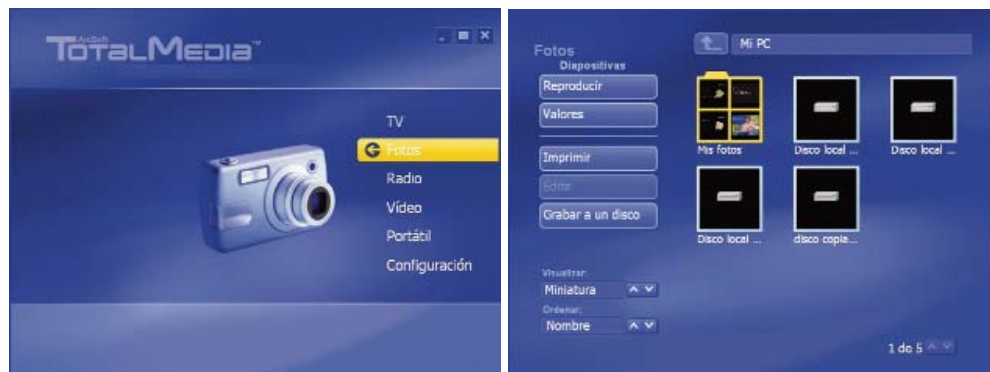 ArcSoft
TOTALMEDIA™
TV
Fotos
Radio
Vídeo
Portátil
Configuración
Fotos
Diapositivas
Reproducir
Valores
Imprimir
Editar
Grabar a un disco
Visualizar:
Miniatura
Ordenar:
Nombre
Mi PC
Mis fotos
Disco local ...
Disco local ...
Disco local ...
disco copia...
1 de 5